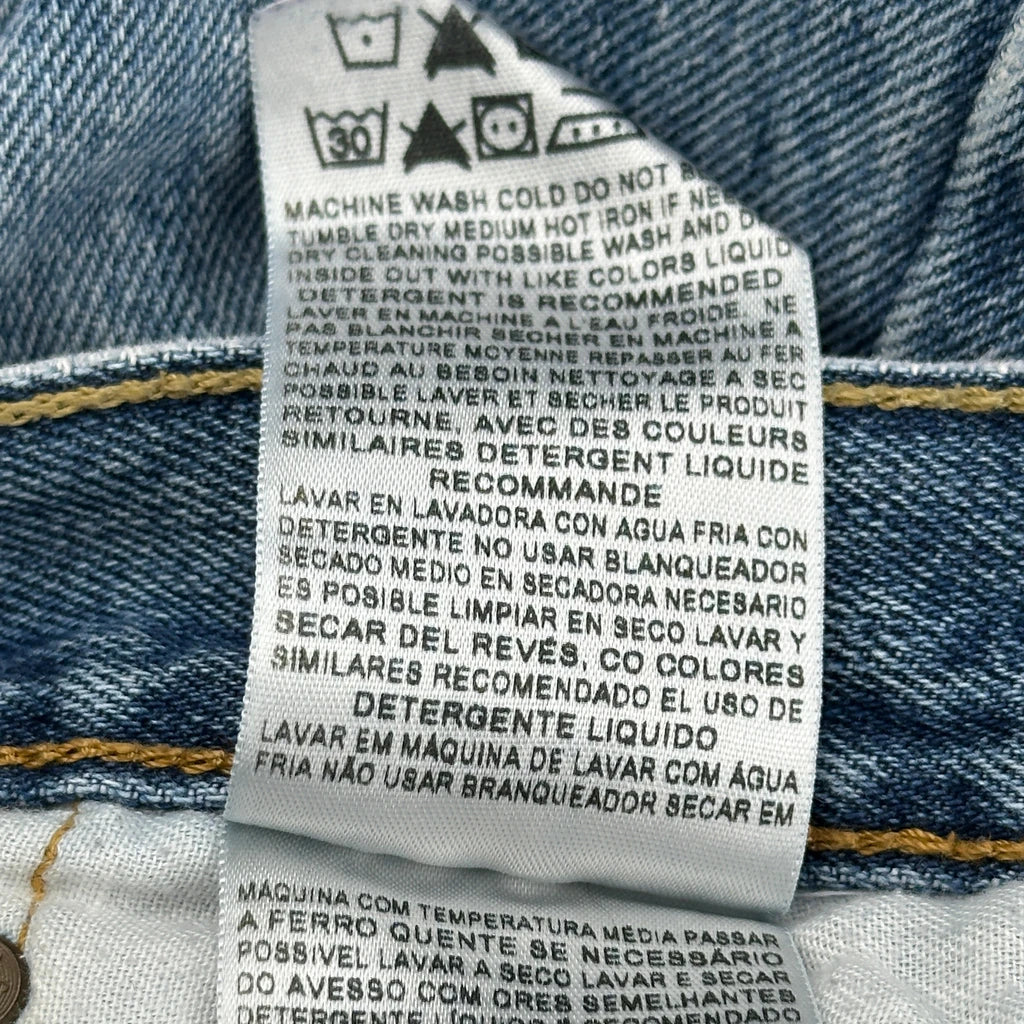 30
MACHINE WASH COLD DO NOT
TUMBLE DRY MEDIUM HOT IRON IF
DRY CLEANING POSSIBLE WASH AND
INSIDE OUT WITH LIKE COLORS LIQUID
DETERGENT IS RECOMMENDED
LAVER EN MACHINE A L'EAU FROIDE. NE
PAS BLANCHIR SECHER EN MACHINE A
TEMPERATURE MOYENNE REPASSER AU FER
CHAUD AU BESOIN NETTOYAGE A SEC
POSSIBLE LAVER ET SECHER LE PRODUIT
RETOURNE, AVEC DES COULEURS
SIMILAIRES DETERGENT LIQUIDE
RECOMMANDE
LAVAR EN LAVADORA CON AGUA FRIA CON
DETERGENTE NO USAR BLANQUEADOR
SECADO MEDIO EN SECADORA NECESARIO
ES POSIBLE LIMPIAR EN SECO LAVAR Y
SECAR DEL REVÉS, CO COLORES
SIMILARES RECOMENDADO EL USO DE
DETERGENTE LIQUIDO
LAVAR EM MÁQUINA DE LAVAR COM ÁGUA
FRIA NÃO USAR BRANQUEADOR SECAR EM
MAQUINA COM TEMPERATURA MEDIA PASSAR
A FERRO QUENTE SE NECESSÁRIO
POSSIVEL LAVAR A SECO LAVAR E SECAR
DO AVESSO COM ORES SEMELHANTES
DETERGENTE LIQUIDO RECOMENDADO